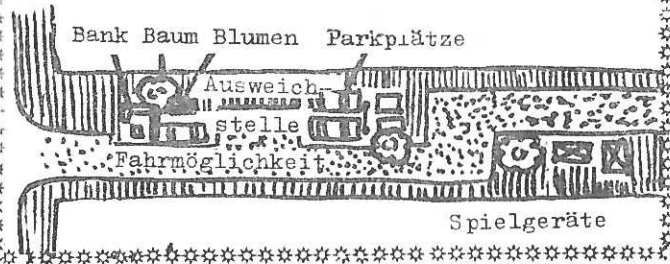 Bank Baum Blumen Parkplätze
Ausweich-
stelle
Fahrmöglichkeit
Spielgeräte